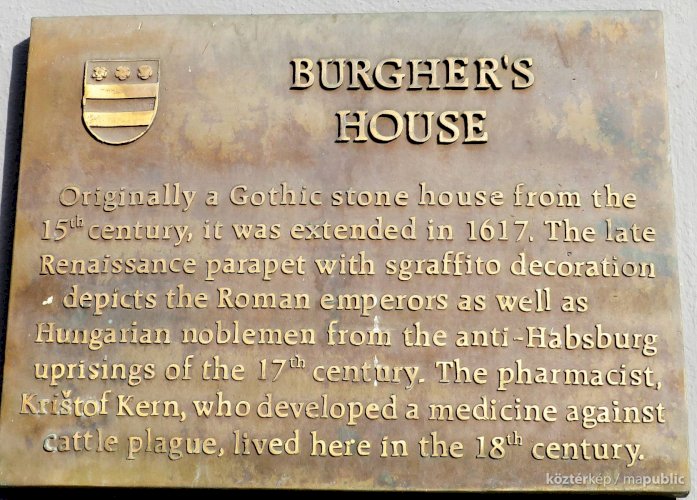 BURGHER'S
HOUSE
Originally a Gothic stone house from the
15th century, it was extended in 1617. The late
Renaissance parapet with sgraffito decoration
depicts the Roman emperors as well as
Hungarian noblemen from the anti-Habsburg
uprisings of the 17th century. The pharmacist,
Krištof Kern, who developed a medicine against
cattle plague, lived here in the 18th century.
köztérkép / mapublic